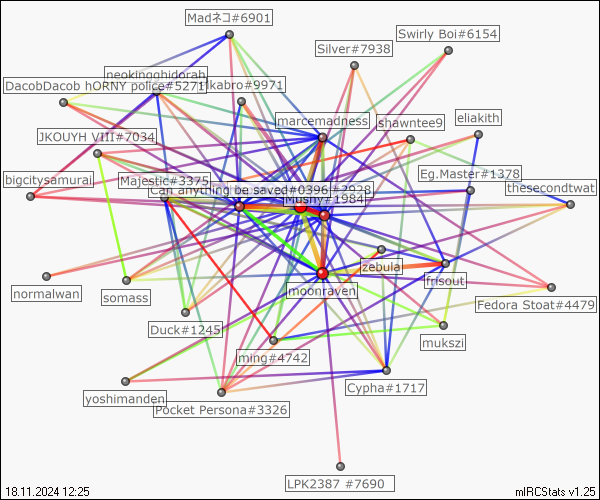 Madネコ#6901
Swirly Boi#6154
Silver#7938
neokingghidorah
DacobDacob hORNY police#5271
lkabro#9971
marcemadness
shawntee9
eliakith
JKOUYH VIII#7034
Eg.Master#1378
bigcitysamurai
Majestic#3375
can anything be saved#0396
#2928
thesecondtwat
Mushy#1984
zebula
frisout
normalwan
somass
moonraven
Fedora Stoat#4479
Duck#1245
mukszi
ming#4742
Cypha#1717
yoshimanden
Pocket Persona#3326
LPK2387 #7690
18.11.2024 12:25
mIRCStats v1.25